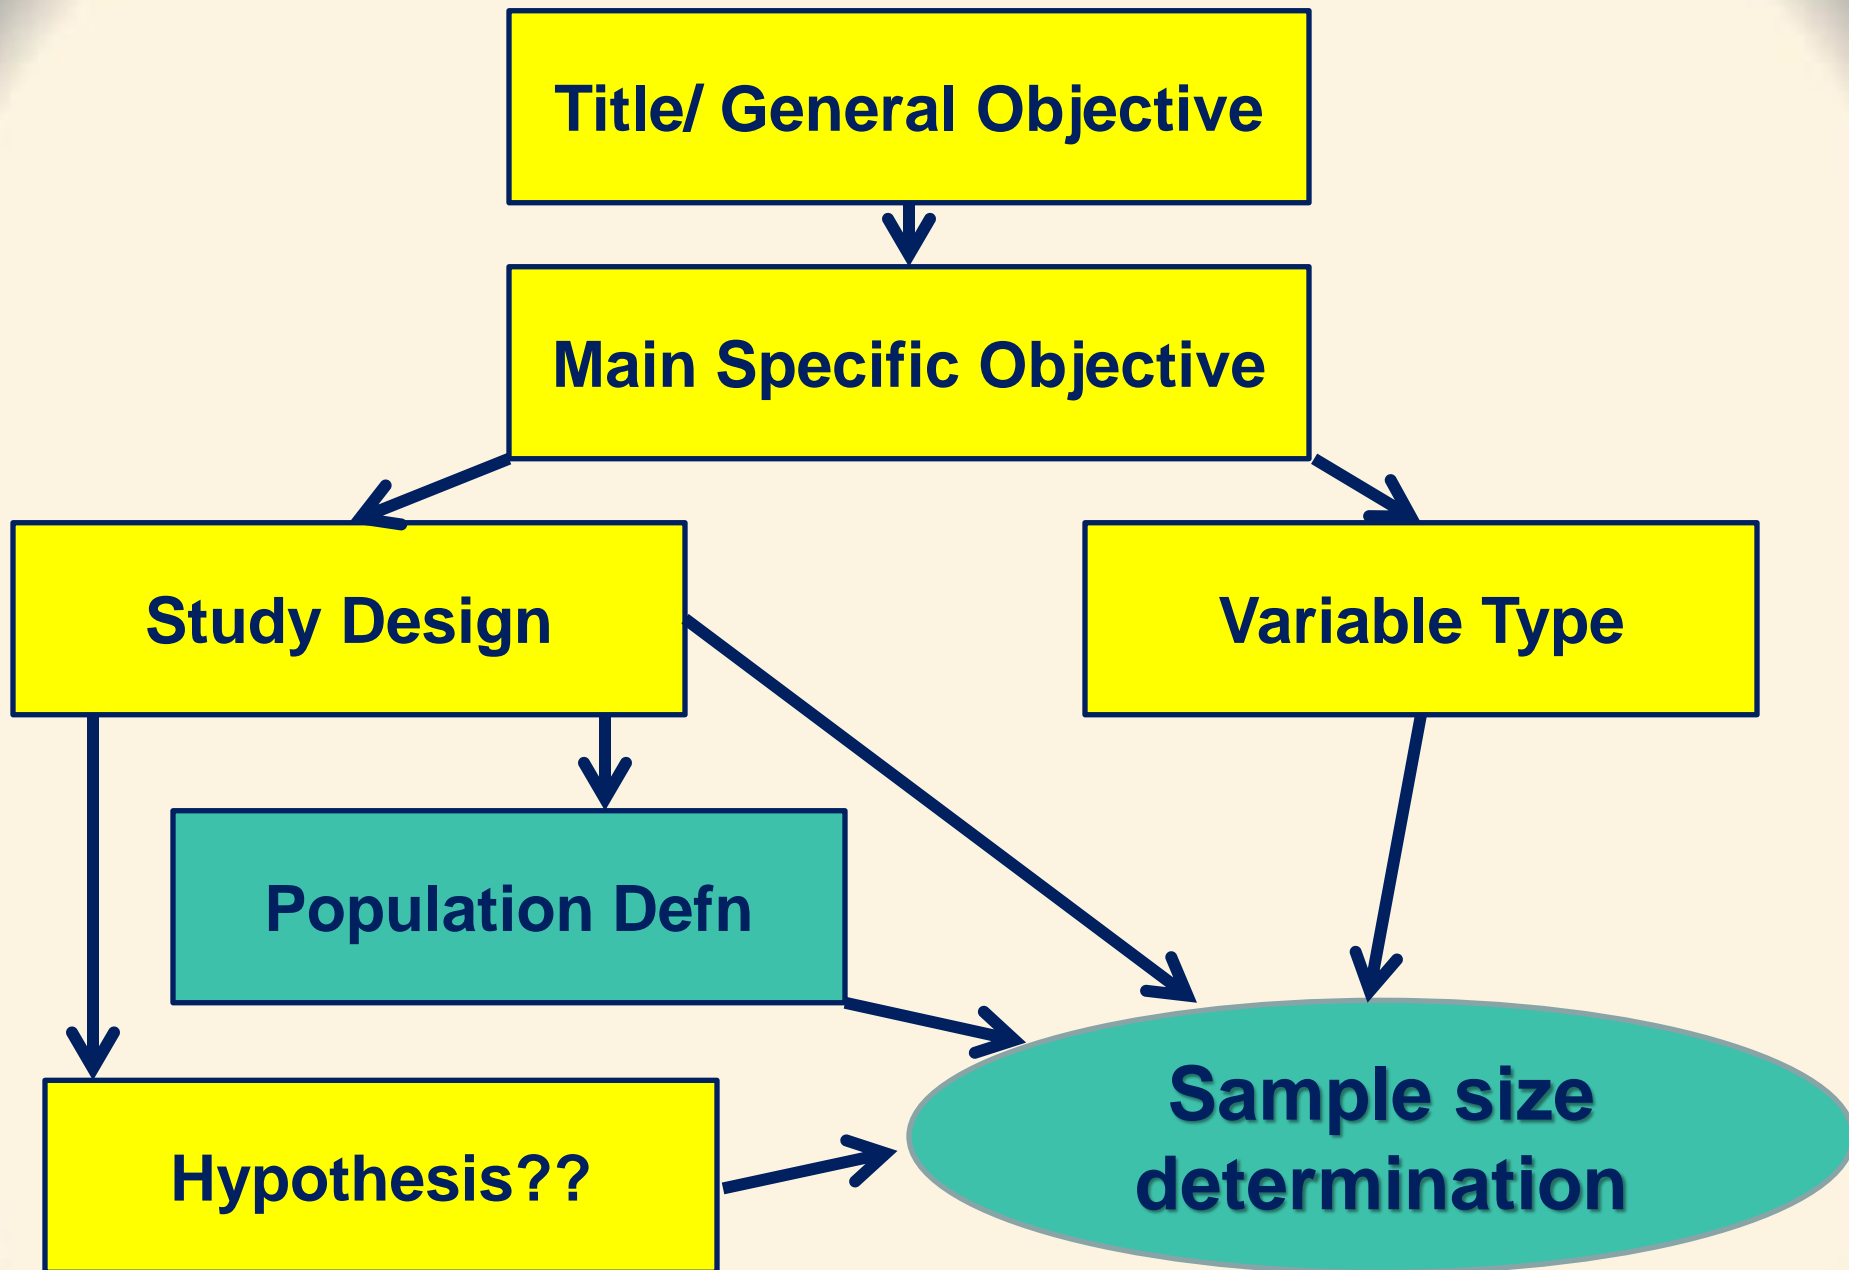 Title/ General Objective
Main Specific Objective
Study Design
Variable Type
Population Defn
Hypothesis??
Sample size
determination